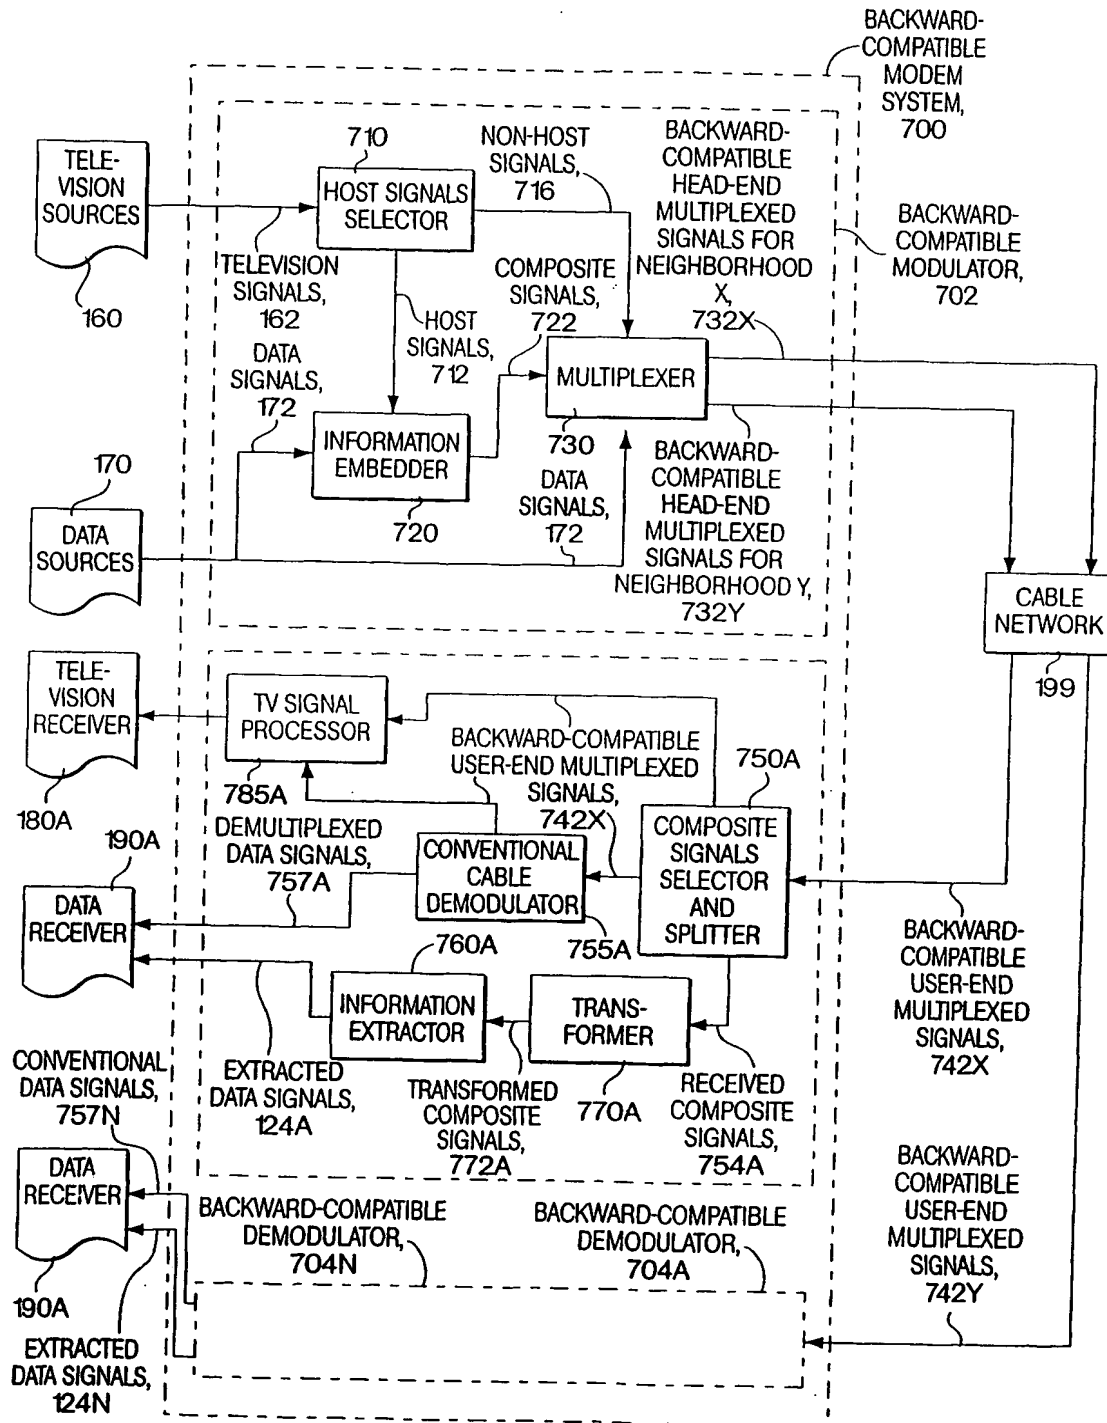 BACKWARD-
COMPATIBLE
MODEM
SYSTEM,
700
TELE-
VISION
SOURCES
160
710
HOST SIGNALS
SELECTOR
NON-HOST
SIGNALS,
716
BACKWARD-
COMPATIBLE
HEAD-END
MULTIPLEXED
SIGNALS FOR
NEIGHBORHOOD
X,
732X
BACKWARD-
COMPATIBLE
MODULATOR,
702
TELEVISION
SIGNALS,
162
HOST
SIGNALS,
712
COMPOSITE
SIGNALS,
722
DATA
SIGNALS,
172
MULTIPLEXER
730
INFORMATION
EMBEDDER
720
DATA
SIGNALS,
172
BACKWARD-
COMPATIBLE
HEAD-END
MULTIPLEXED
SIGNALS FOR
NEIGHBORHOOD Y,
732Y
170
DATA
SOURCES
CABLE
NETWORK
199
TELE-
VISION
RECEIVER
180A
TV SIGNAL
PROCESSOR
785A
BACKWARD-COMPATIBLE
USER-END MULTIPLEXED
SIGNALS,
742X
750A
COMPOSITE
SIGNALS
SELECTOR
AND
SPLITTER
DEMULTIPLEXED
DATA SIGNALS,
757A
CONVENTIONAL
CABLE
DEMODULATOR
755A
190A
DATA
RECEIVER
760A
INFORMATION
EXTRACTOR
TRANS-
FORMER
770A
BACKWARD-
COMPATIBLE
USER-END
MULTIPLEXED
SIGNALS,
742X
CONVENTIONAL
DATA SIGNALS,
757N
EXTRACTED
DATA SIGNALS,
124A
TRANSFORMED
COMPOSITE
SIGNALS,
772A
RECEIVED
COMPOSITE
SIGNALS,
754A
DATA
RECEIVER
190A
BACKWARD-COMPATIBLE
DEMODULATOR,
704N
BACKWARD-COMPATIBLE
DEMODULATOR,
704A
BACKWARD-
COMPATIBLE
USER-END
MULTIPLEXED
SIGNALS,
742Y
EXTRACTED
DATA SIGNALS,
124N